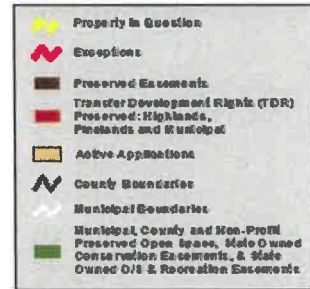 Property In Question
Exceptions
Preserved Easements
Transfer Development Rights (TDR)
Preserved: Highlands,
Pinelands and Municipal
Active Applications
County Boundaries
Municipal Boundaries
Municipal, County and Non-Profit
Preserved Open Space, State Owned
Conservation Easements, & State
Owned O/S & Recreation Easements